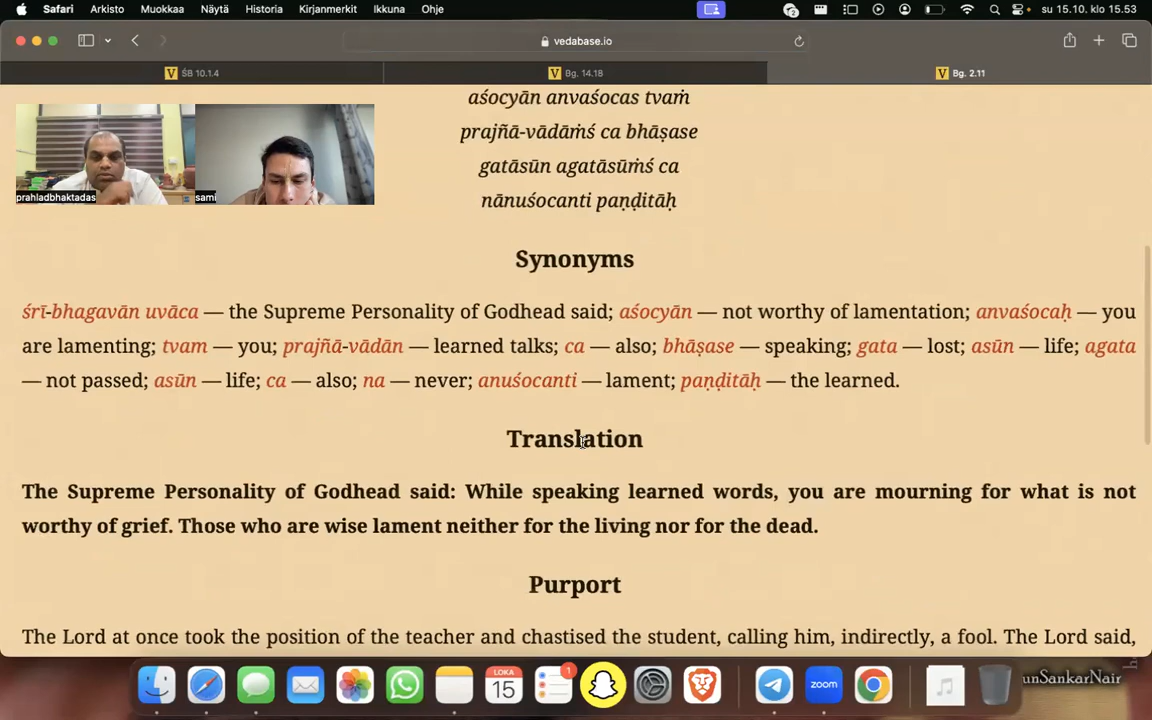 Safari Arkisto Muokkaa Näytä Historia Kirjanmerkit Ikkuna Ohje 2 su 15.10. klo 15.53
vedabase.io
V ŚB 10.1.4 V Bg. 14.18 V Bg. 2.11
aśocyān anvaśocas tvaṁ
prajñā-vādāṁś ca bhāṣase
gatāsūn agatāsūṁś ca
nānuśocanti paṇḍitāḥ
prahladbhaktadas sami
Synonyms
śrī-bhagavān uvāca — the Supreme Personality of Godhead said; aśocyān — not worthy of lamentation; anvaśocaḥ — you
are lamenting; tvam — you; prajñā-vādān — learned talks; ca — also; bhāṣase — speaking; gata — lost; asūn — life; agata
— not passed; asūn — life; ca — also; na — never; anuśocanti — lament; paṇḍitāḥ — the learned.
Translation
The Supreme Personality of Godhead said: While speaking learned words, you are mourning for what is not
worthy of grief. Those who are wise lament neither for the living nor for the dead.
Purport
The Lord at once took the position of the teacher and chastised the student, calling him, indirectly, a fool. The Lord said,
LOKA
15
1
zoom
unSankarNair